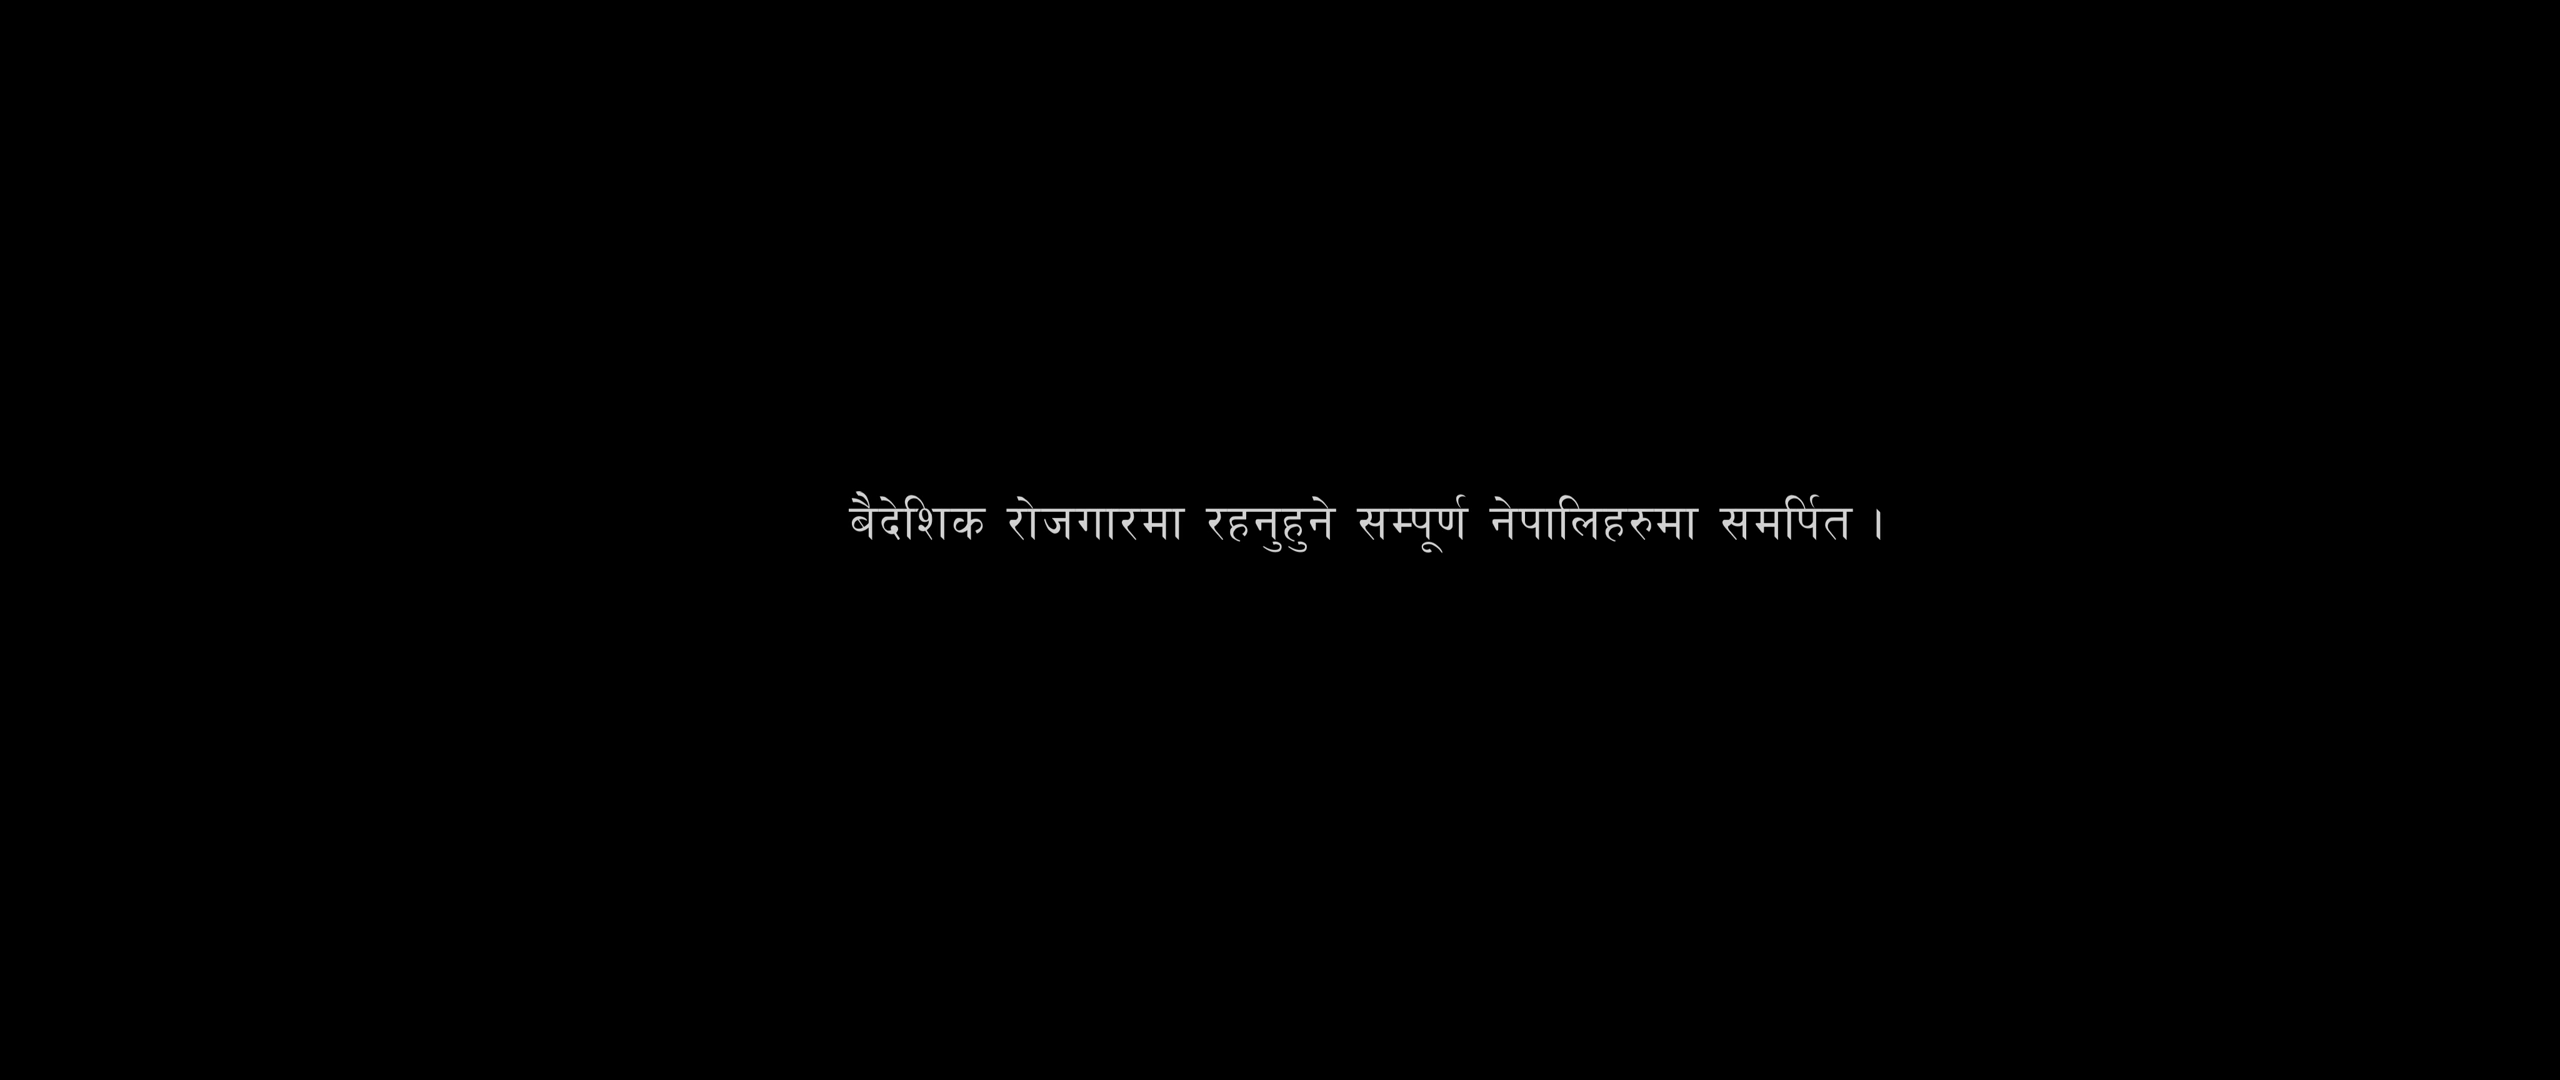 बैदेशिक रोजगारमा रहनुहुने सम्पूर्ण नेपालिहरुमा समर्पित ।